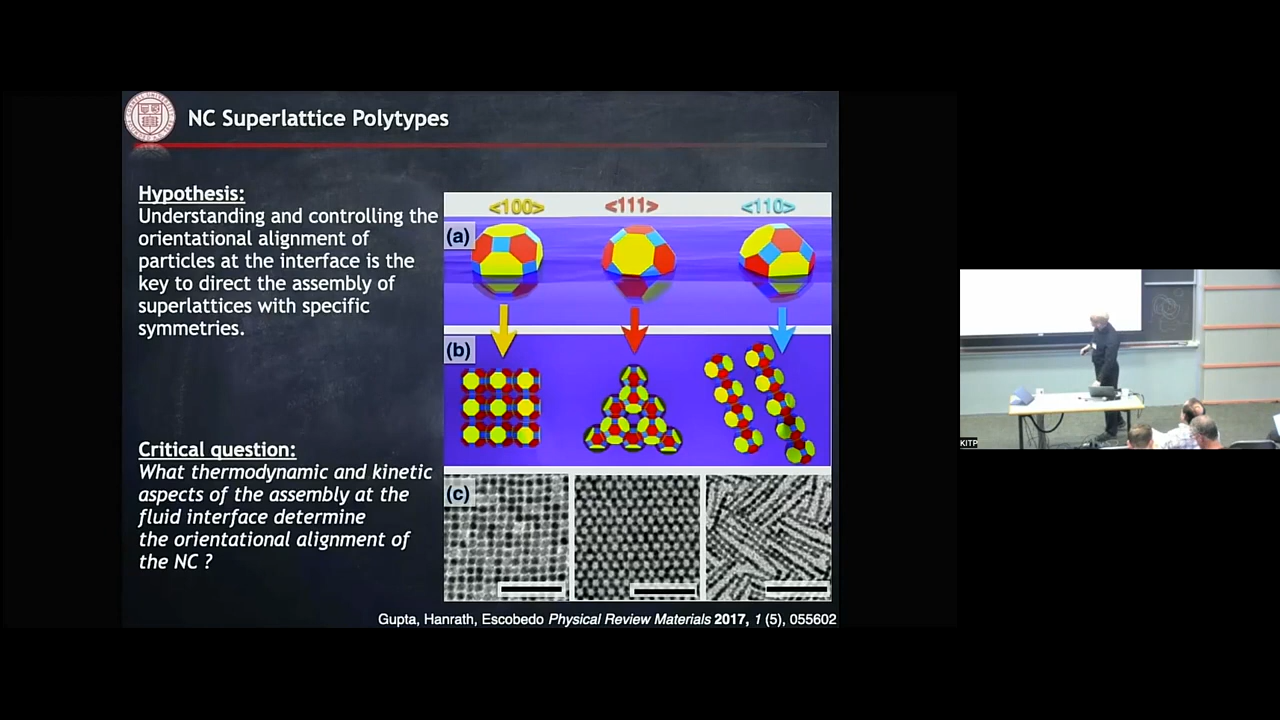 NC Superlattice Polytypes
Hypothesis:
Understanding and controlling the
orientational alignment of
particles at the interface is the
key to direct the assembly of
superlattices with specific
symmetries.
Critical question:
What thermodynamic and kinetic
aspects of the assembly at the
fluid interface determine
the orientational alignment of
the NC ?
<100> <111> <110>
(a)
(b)
(c)
Gupta, Hanrath, Escobedo Physical Review Materials 2017, 1 (5), 055602
KITP